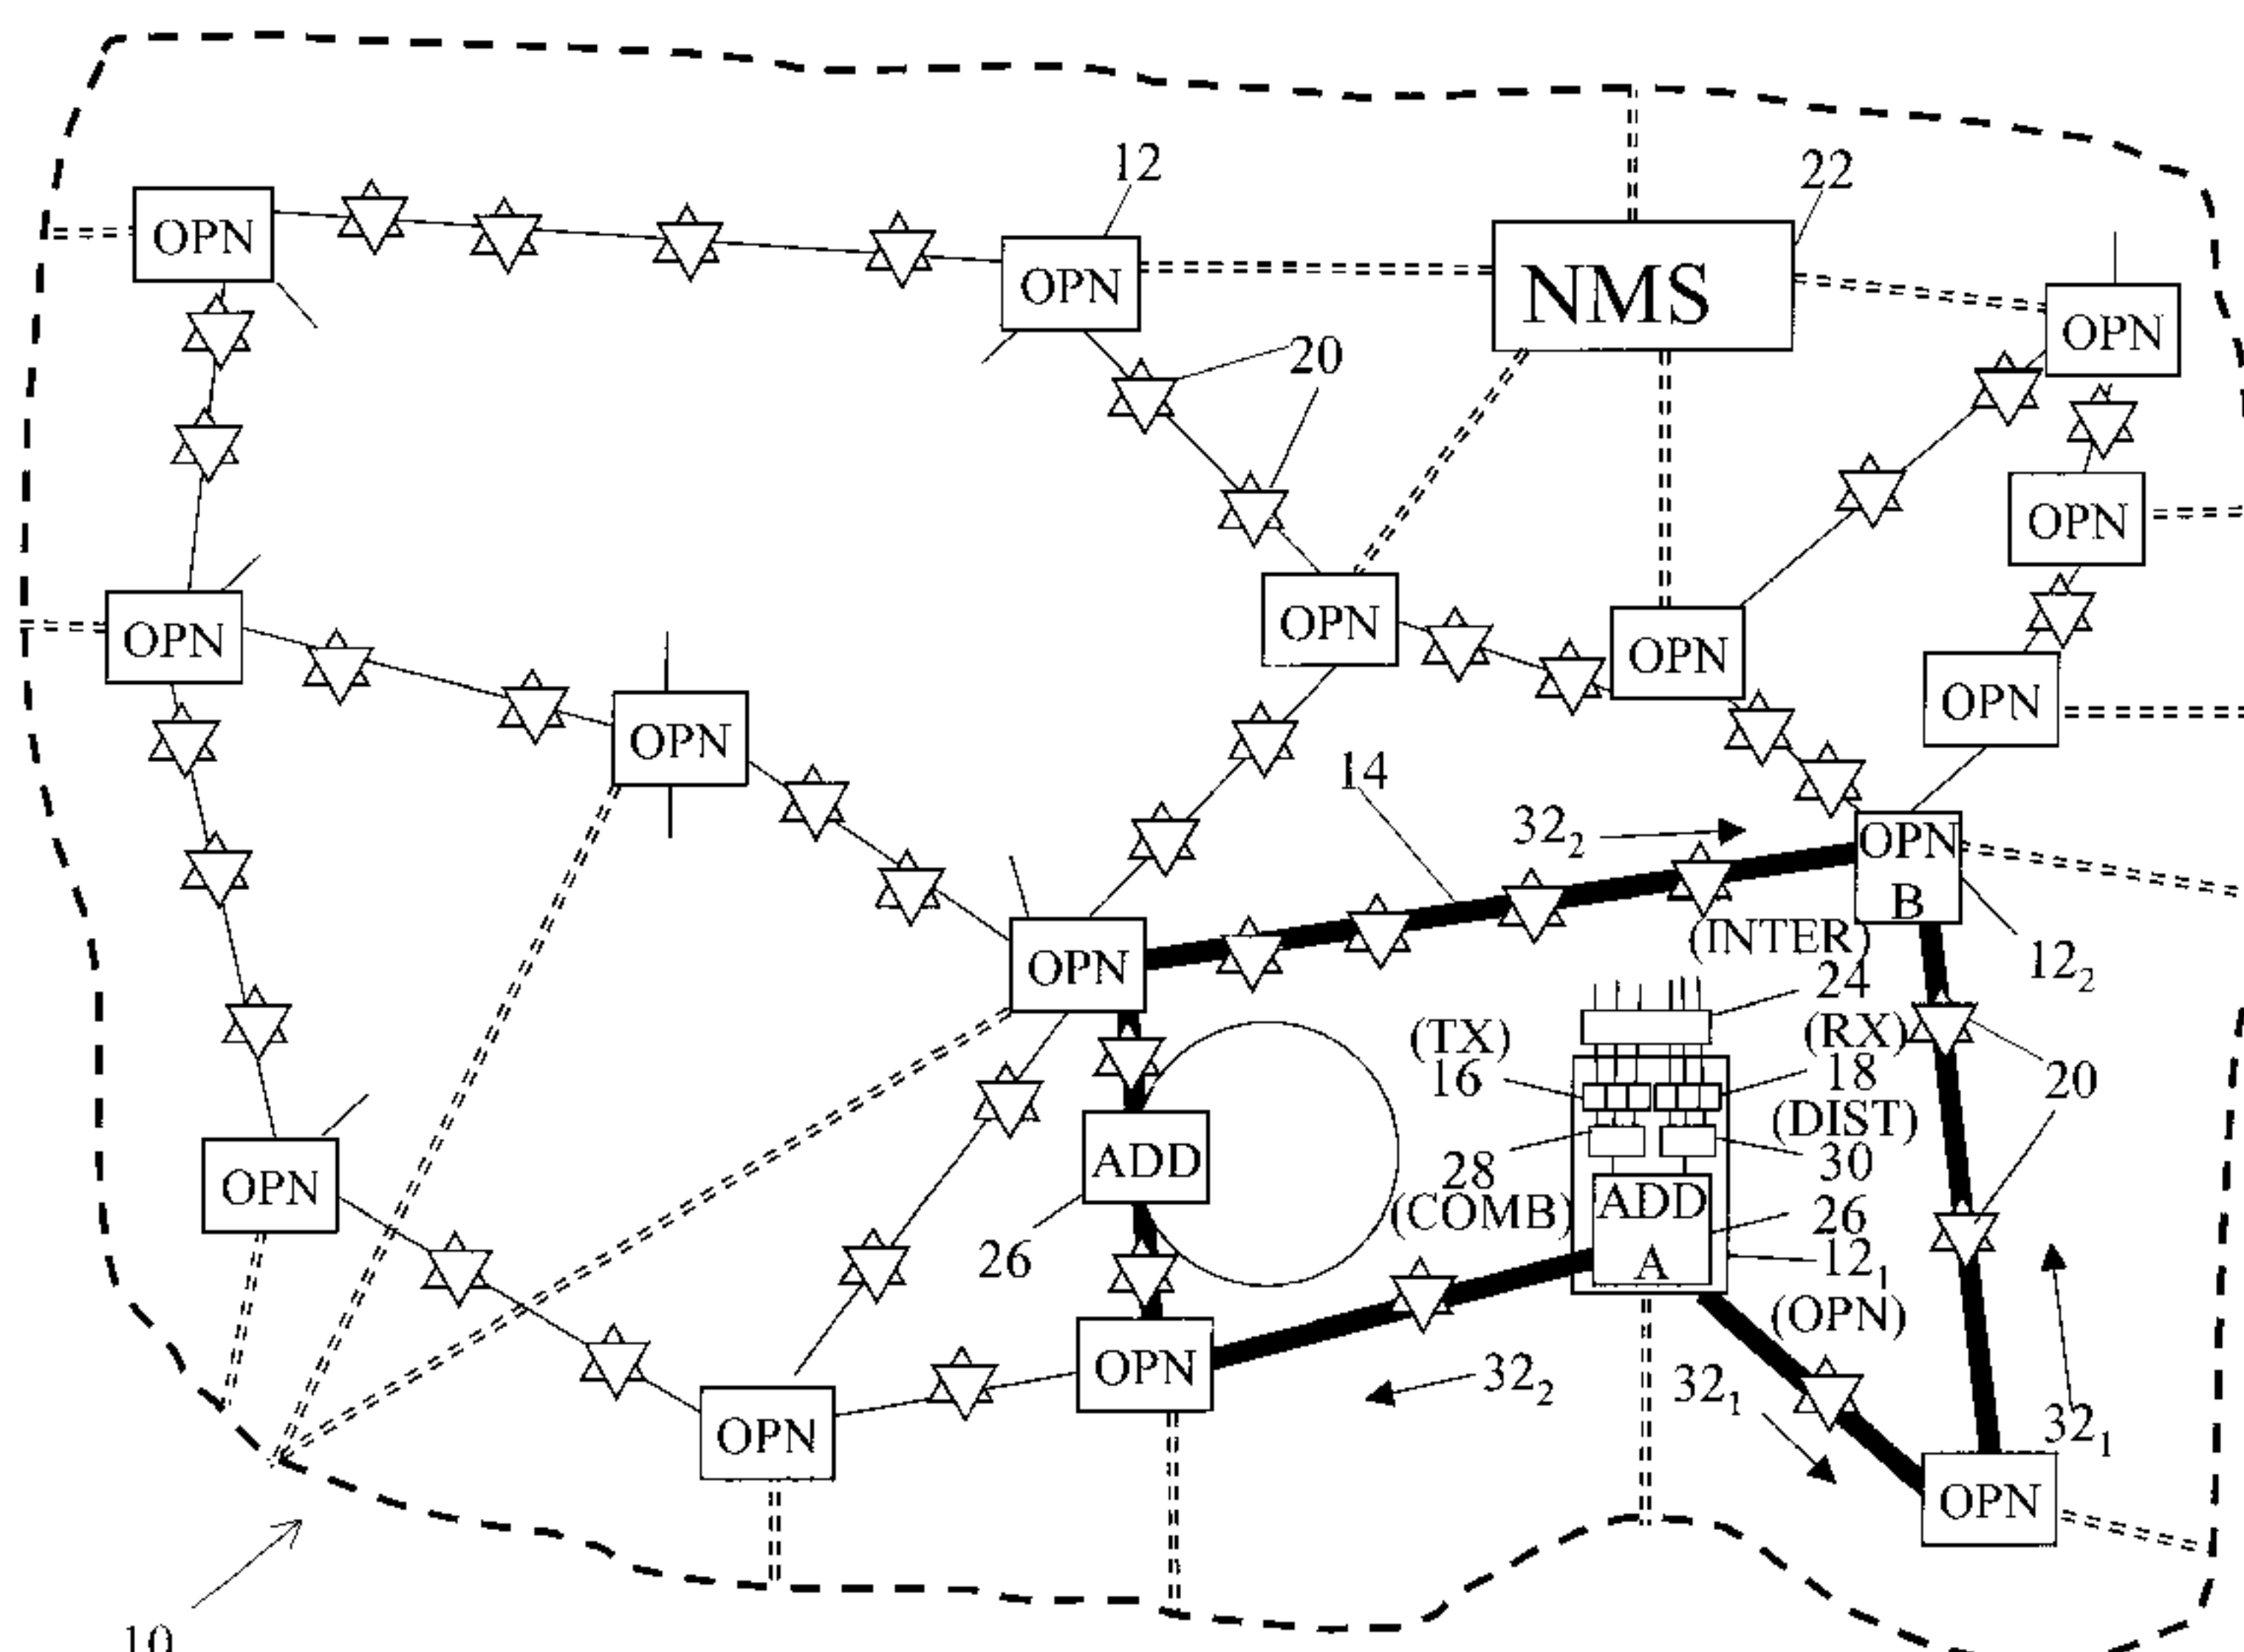 12
22
OPN
OPN
NMS
OPN
20
OPN
OPN
OPN
OPN
OPN
OPN
14
32₂
OPN
B
OPN
(INTER)
12₂
24
(TX)
(RX)
16
18
20
(DIST)
ADD
28
30
(COMB)
ADD
26
OPN
26
A
12₁
(OPN)
OPN
32₂
32₁
32₁
OPN
OPN
10